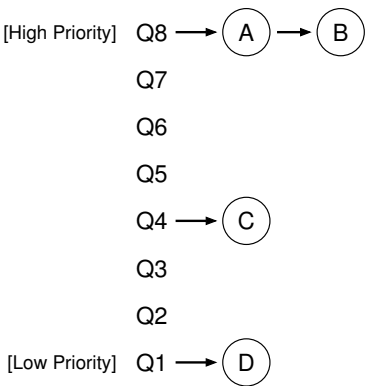 [High Priority] Q8 A B
Q7
Q6
Q5
Q4 C
Q3
Q2
[Low Priority] Q1 D